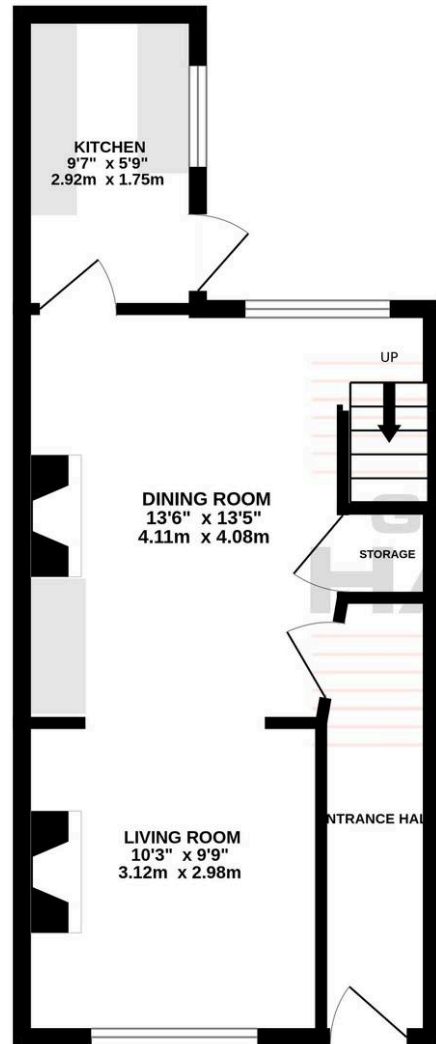 KITCHEN
9'7" x 5'9"
2.92m x 1.75m
UP
DINING ROOM
13'6" x 13'5"
4.11m x 4.08m
STORAGE
NTRANCE HAL
LIVING ROOM
10'3" x 9'9"
3.12m x 2.98m